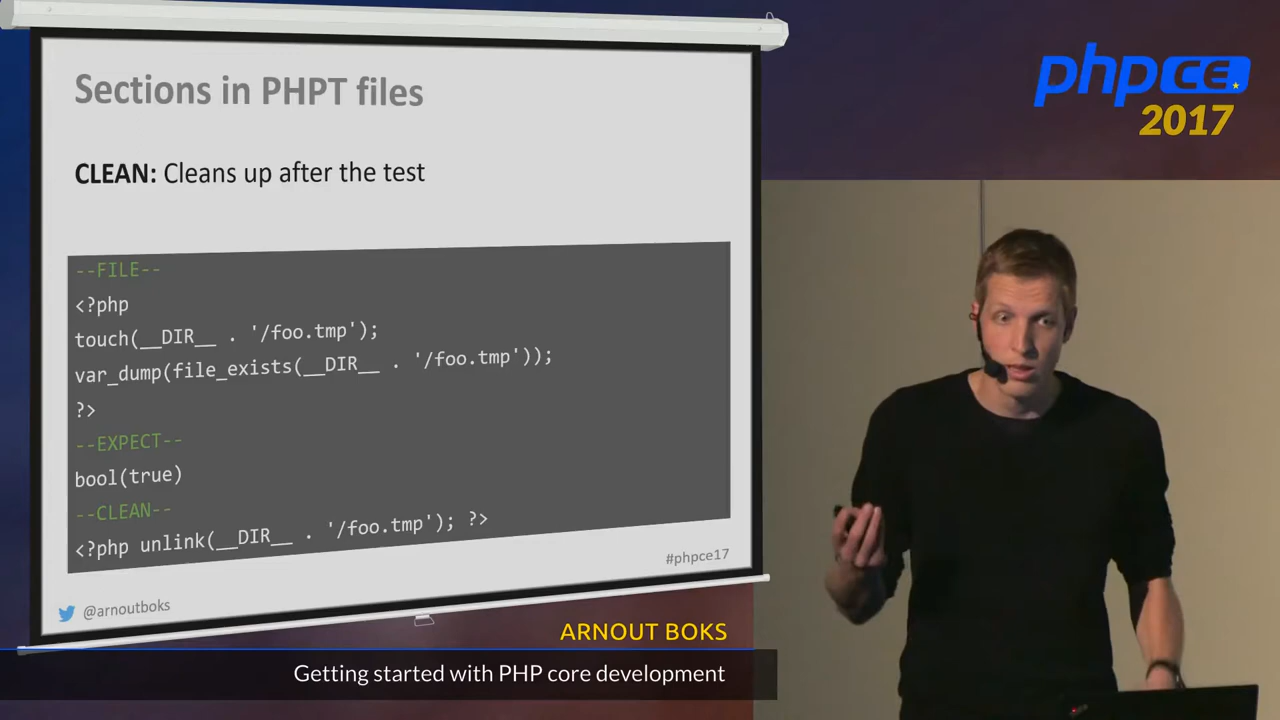 Sections in PHPT files
CLEAN: Cleans up after the test
--FILE--
<?php
touch(__DIR__ . '/foo.tmp');
var_dump(file_exists(__DIR__ . '/foo.tmp'));
?>
--EXPECT--
bool(true)
--CLEAN--
<?php unlink(__DIR__ . '/foo.tmp'); ?>
#phpce17
@arnoutboks
phpCE
2017
ARNOUT BOKS
Getting started with PHP core development